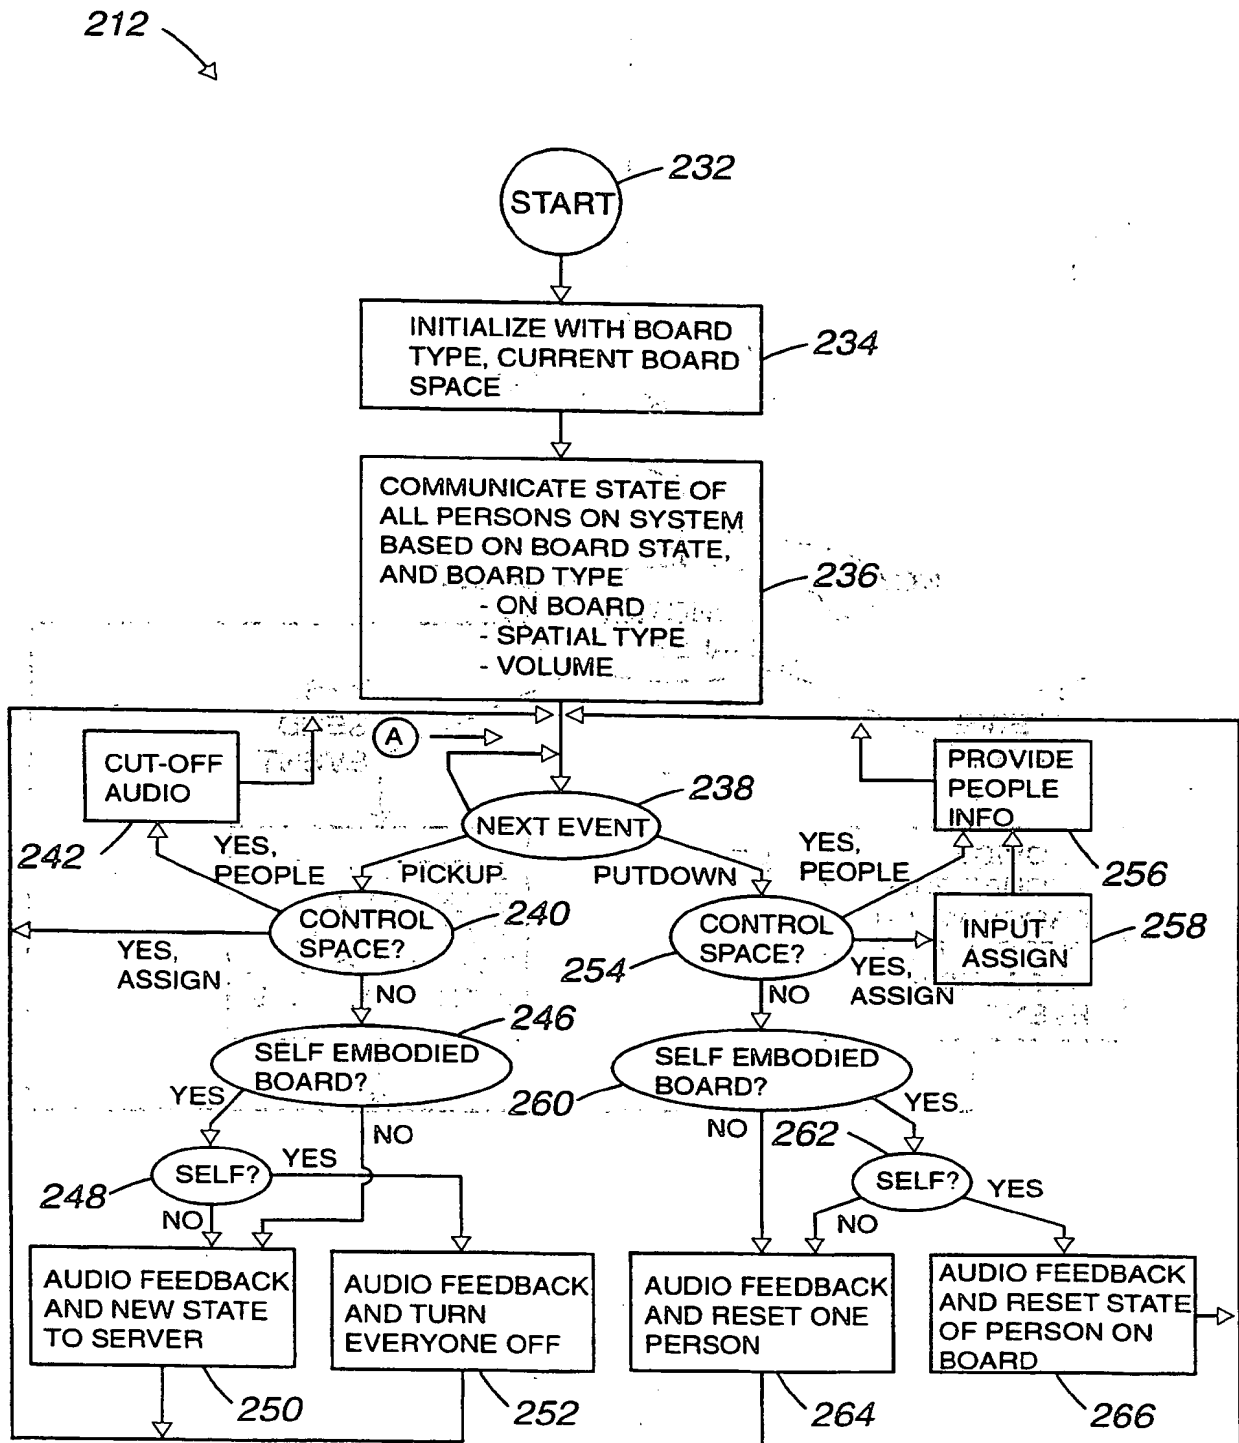 212
232
START
INITIALIZE WITH BOARD
TYPE, CURRENT BOARD
SPACE
234
COMMUNICATE STATE OF
ALL PERSONS ON SYSTEM
BASED ON BOARD STATE,
AND BOARD TYPE
- ON BOARD
- SPATIAL TYPE
- VOLUME
236
A
CUT-OFF
AUDIO
242
238
NEXT EVENT
PROVIDE
PEOPLE
INFO
256
YES,
PEOPLE
PICKUP
PUTDOWN
YES,
PEOPLE
CONTROL
SPACE?
240
CONTROL
SPACE?
254
INPUT
ASSIGN
258
YES,
ASSIGN
NO
NO
YES,
ASSIGN
246
SELF EMBODIED
BOARD?
SELF EMBODIED
BOARD?
260
YES
NO
NO
YES
262
SELF?
YES
248
NO
SELF?
YES
NO
AUDIO FEEDBACK
AND NEW STATE
TO SERVER
250
AUDIO FEEDBACK
AND TURN
EVERYONE OFF
252
AUDIO FEEDBACK
AND RESET ONE
PERSON
264
AUDIO FEEDBACK
AND RESET STATE
OF PERSON ON
BOARD
266